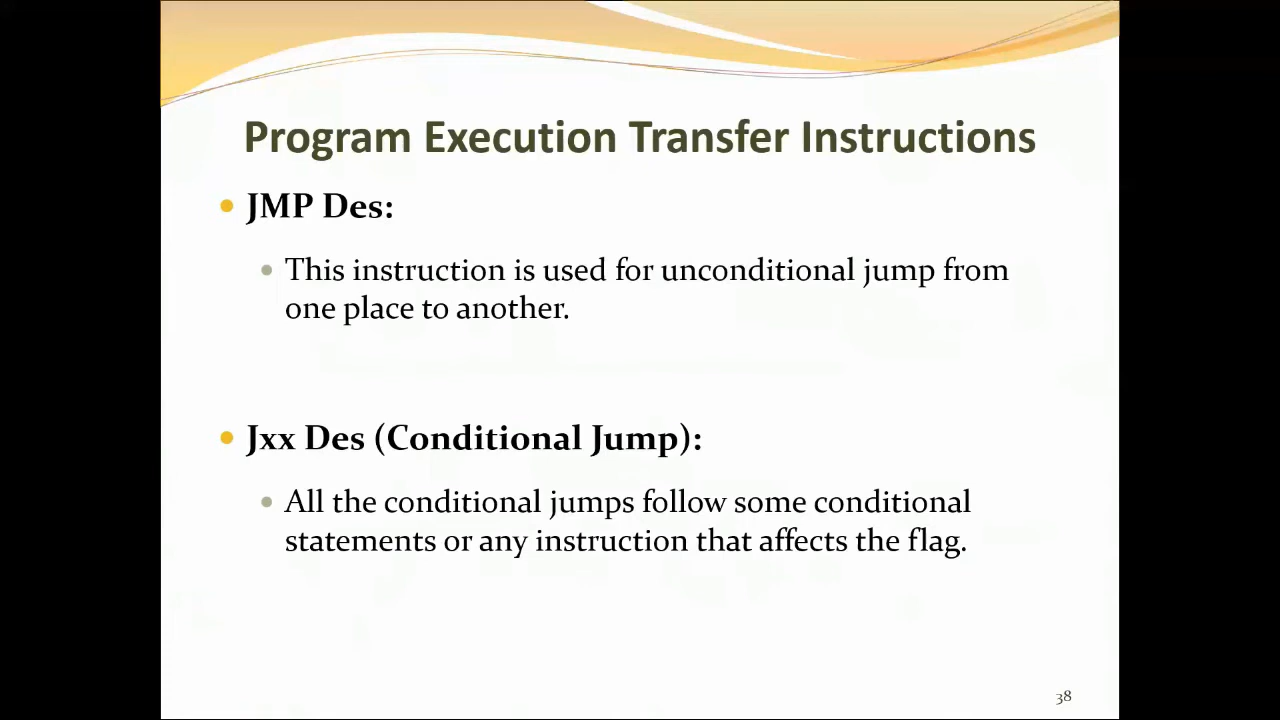 Program Execution Transfer Instructions
• JMP Des:
• This instruction is used for unconditional jump from
one place to another.
• Jxx Des (Conditional Jump):
• All the conditional jumps follow some conditional
statements or any instruction that affects the flag.
38